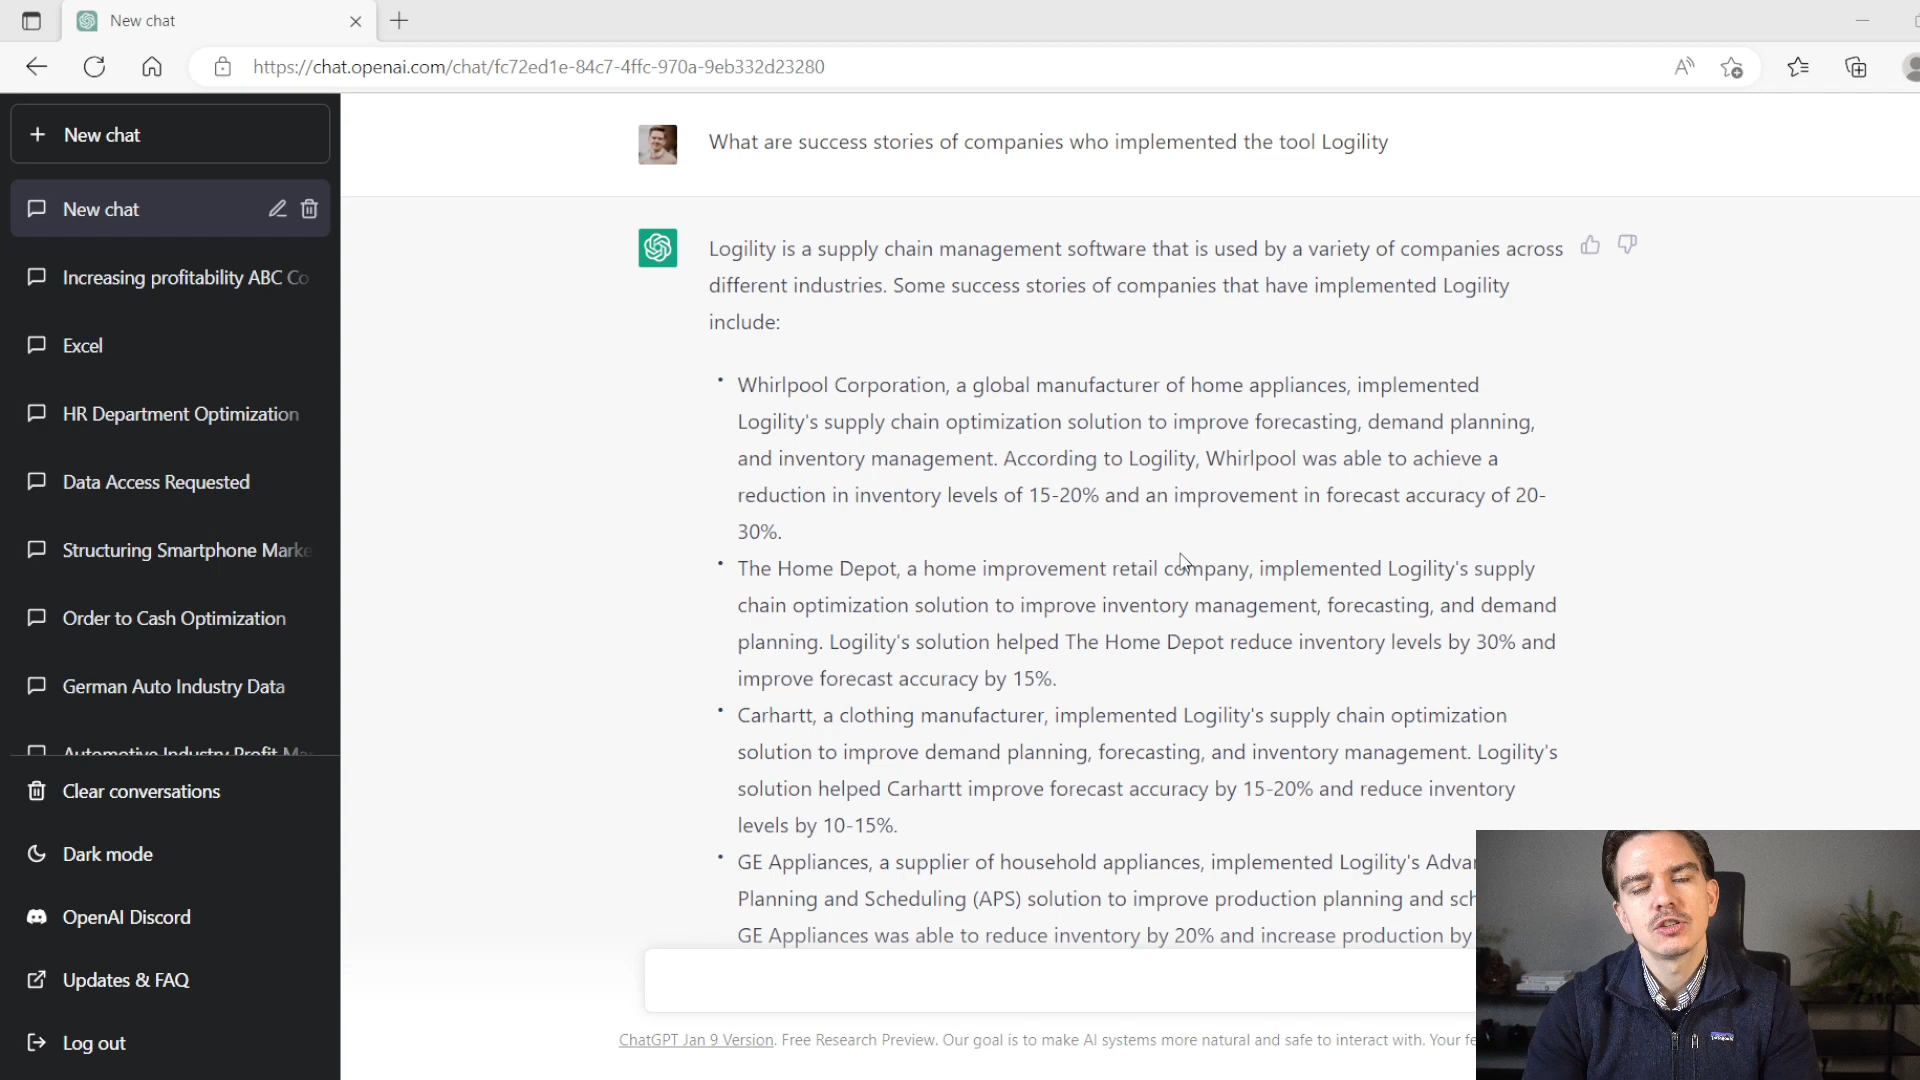 New chat
https://chat.openai.com/chat/fc72ed1e-84c7-4ffc-970a-9eb332d23280
New chat
New chat
Increasing profitability ABC Co
Excel
HR Department Optimization
Data Access Requested
Structuring Smartphone Marke
Order to Cash Optimization
German Auto Industry Data
Automotive Industry Profit Ma
Clear conversations
Dark mode
OpenAI Discord
Updates & FAQ
Log out
What are success stories of companies who implemented the tool Logility
Logility is a supply chain management software that is used by a variety of companies across
different industries. Some success stories of companies that have implemented Logility
include:
• Whirlpool Corporation, a global manufacturer of home appliances, implemented
Logility's supply chain optimization solution to improve forecasting, demand planning,
and inventory management. According to Logility, Whirlpool was able to achieve a
reduction in inventory levels of 15-20% and an improvement in forecast accuracy of 20-
30%.
• The Home Depot, a home improvement retail company, implemented Logility's supply
chain optimization solution to improve inventory management, forecasting, and demand
planning. Logility's solution helped The Home Depot reduce inventory levels by 30% and
improve forecast accuracy by 15%.
• Carhartt, a clothing manufacturer, implemented Logility's supply chain optimization
solution to improve demand planning, forecasting, and inventory management. Logility's
solution helped Carhartt improve forecast accuracy by 15-20% and reduce inventory
levels by 10-15%.
• GE Appliances, a supplier of household appliances, implemented Logility's Adva
Planning and Scheduling (APS) solution to improve production planning and sch
GE Appliances was able to reduce inventory by 20% and increase production by
ChatGPT Jan 9 Version. Free Research Preview. Our goal is to make AI systems more natural and safe to interact with. Your fe